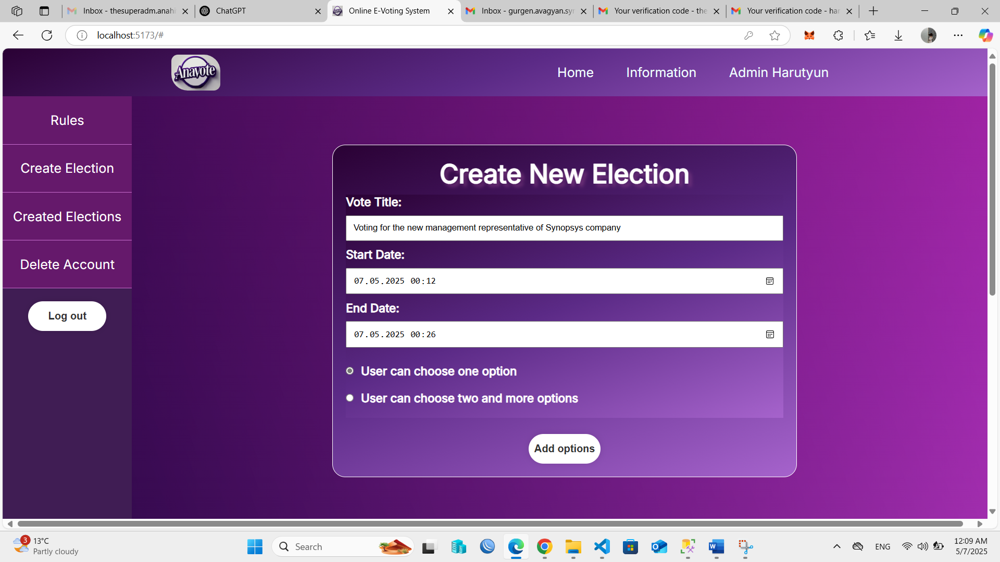 Inbox - thesuperadm.anahi
ChatGPT
Online E-Voting System
Inbox - gurgen.avagyan.syr
Your verification code - the
Your verification code - har
localhost:5173/#
Anavote
Home
Information
Admin Harutyun
Rules
Create Election
Created Elections
Delete Account
Log out
Create New Election
Vote Title:
Voting for the new management representative of Synopsys company
Start Date:
07.05.2025 00:12
End Date:
07.05.2025 00:26
User can choose one option
User can choose two and more options
Add options
3
13°C
Partly cloudy
Search
ENG
12:09 AM
5/7/2025